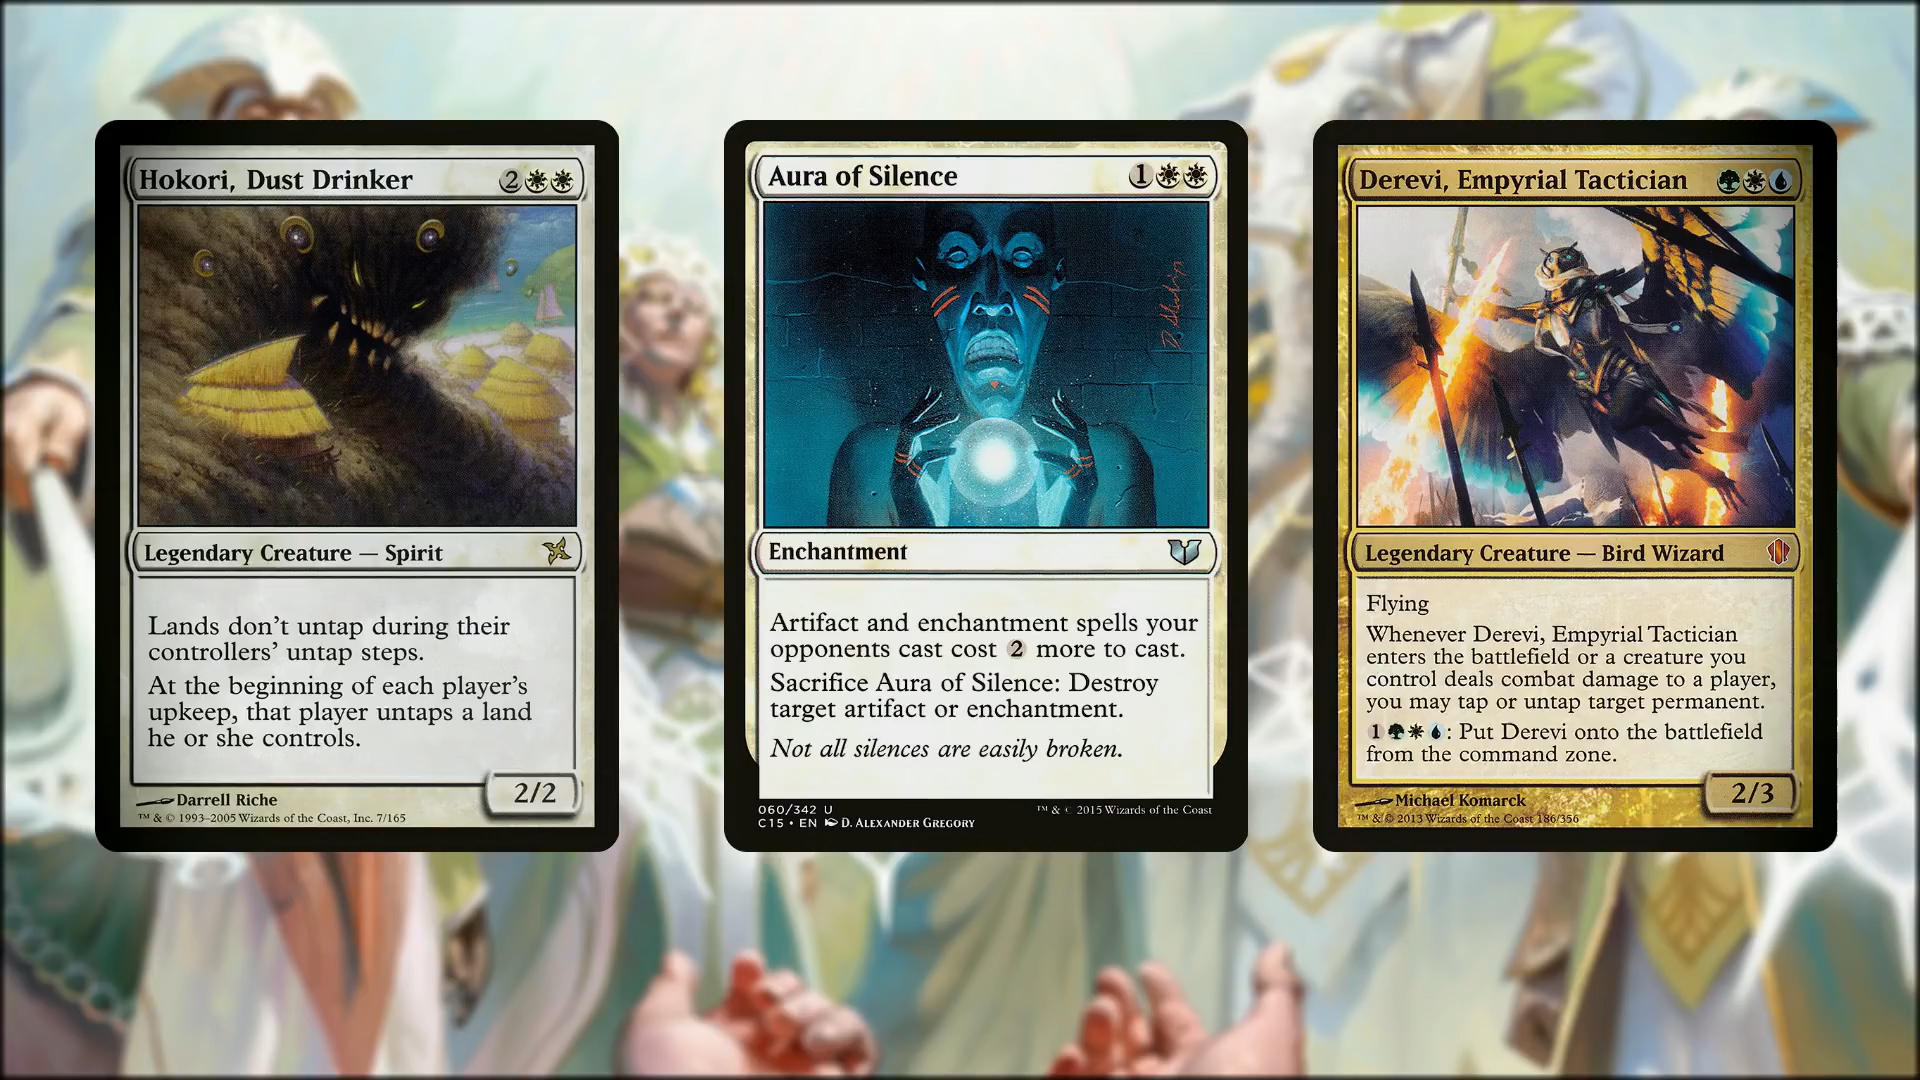 Hokori, Dust Drinker 2
Legendary Creature — Spirit
Lands don't untap during their
controllers' untap steps.
At the beginning of each player's
upkeep, that player untaps a land
he or she controls.
2/2
Darrell Riche
™ & © 1993–2005 Wizards of the Coast, Inc. 7/165
Aura of Silence 1
Enchantment
Artifact and enchantment spells your
opponents cast cost 2 more to cast.
Sacrifice Aura of Silence: Destroy
target artifact or enchantment.
Not all silences are easily broken.
060/342 U
™ & © 2015 Wizards of the Coast
C15 • EN D. Alexander Gregory
Derevi, Empyrial Tactician
Legendary Creature — Bird Wizard
Flying
Whenever Derevi, Empyrial Tactician
enters the battlefield or a creature you
control deals combat damage to a player,
you may tap or untap target permanent.
1 : Put Derevi onto the battlefield
from the command zone.
2/3
Michael Komarck
™ & © 2013 Wizards of the Coast 186/356